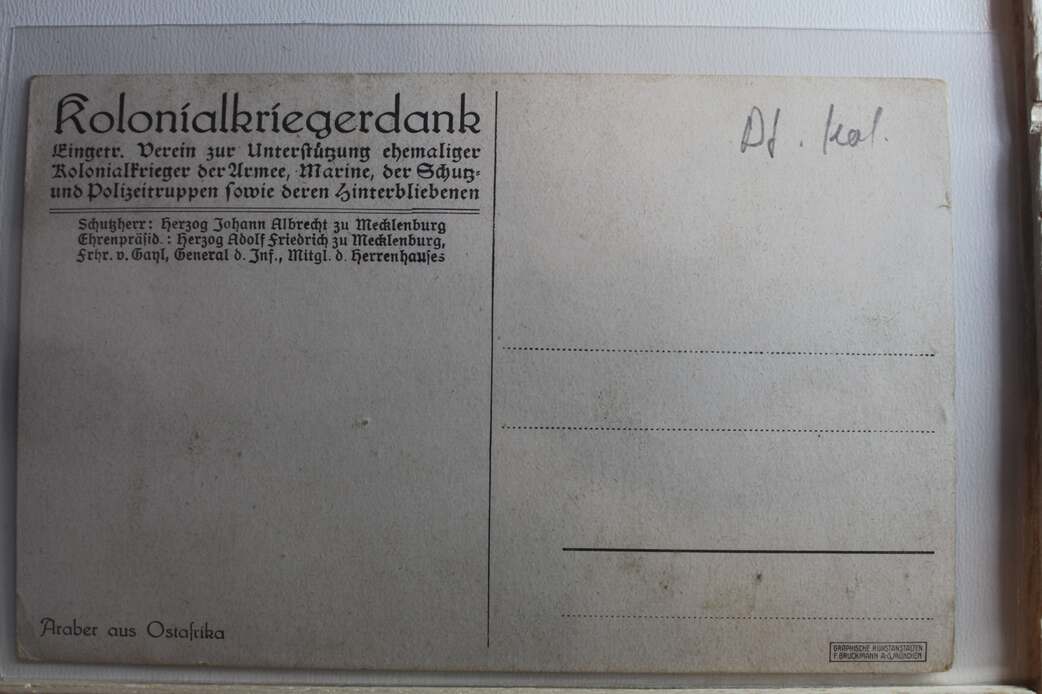 Kolonialkriegerdank
Eingetr. Verein zur Unterstützung ehemaliger
Kolonialkrieger der Armee, Marine, der Schutz-
und Polizeitruppen sowie deren Hinterbliebenen
Schutzherr: Herzog Johann Albrecht zu Mecklenburg
Ehrenpräsid.: Herzog Adolf Friedrich zu Mecklenburg,
Frhr. v. Gayl, General d. Inf., Mitgl. d. Herrenhauses
Dt. Kol.
Araber aus Ostafrika
GRAPHISCHE KUNSTANSTALTEN
F. BRUCKMANN A-G, MÜNCHEN